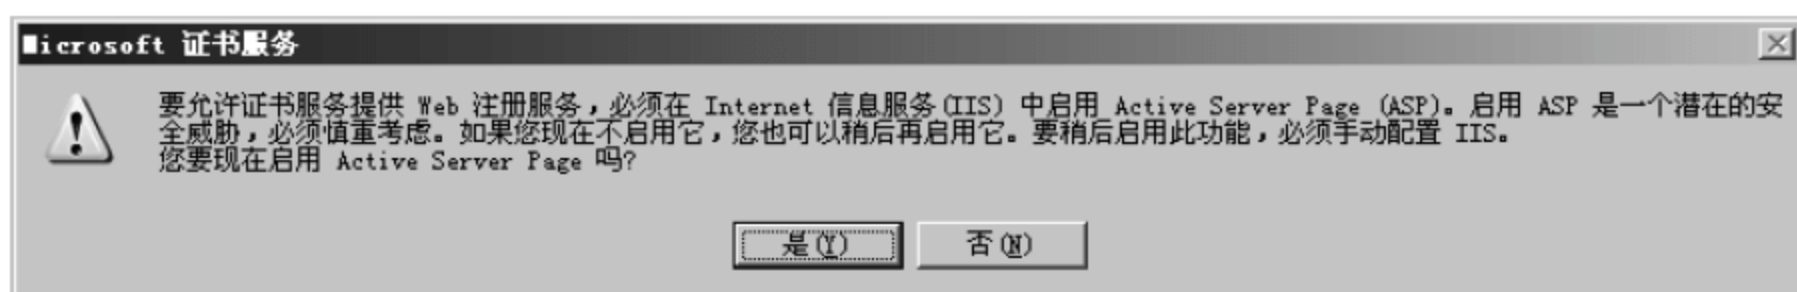 Microsoft 证书服务
要允许证书服务提供 Web 注册服务，必须在 Internet 信息服务(IIS) 中启用 Active Server Page (ASP)。启用 ASP 是一个潜在的安
全威胁，必须慎重考虑。如果您现在不启用它，您也可以稍后再启用它。要稍后启用此功能，必须手动配置 IIS。
您要现在启用 Active Server Page 吗?
是(Y) 否(N)